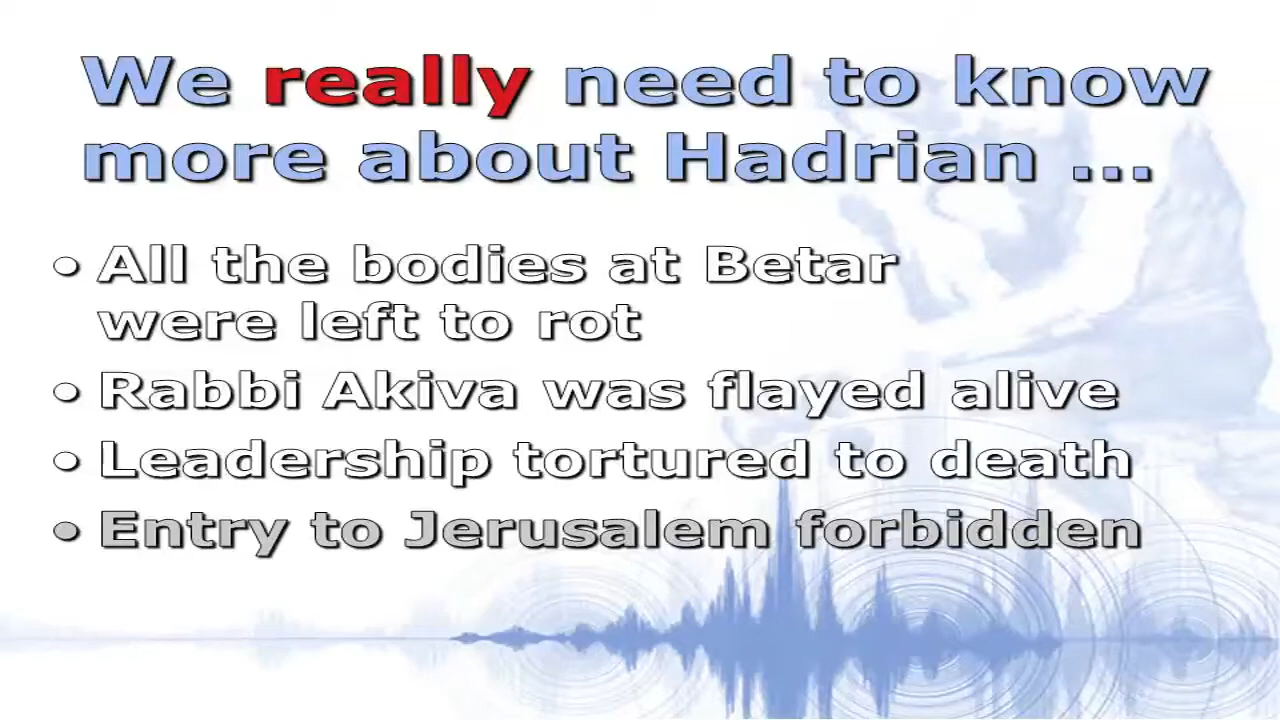 We really need to know
more about Hadrian ...
• All the bodies at Betar
were left to rot
• Rabbi Akiva was flayed alive
• Leadership tortured to death
• Entry to Jerusalem forbidden